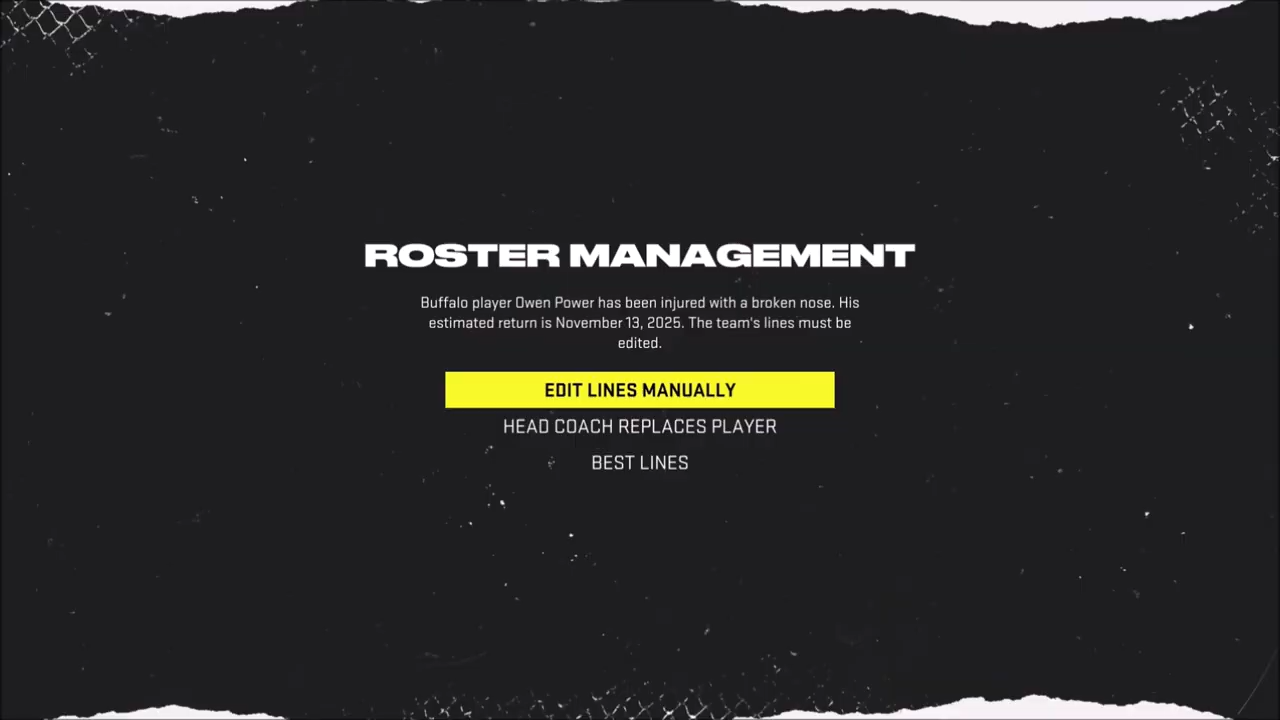 ROSTER MANAGEMENT
Buffalo player Owen Power has been injured with a broken nose. His
estimated return is November 13, 2025. The team's lines must be
edited.
EDIT LINES MANUALLY
HEAD COACH REPLACES PLAYER
BEST LINES